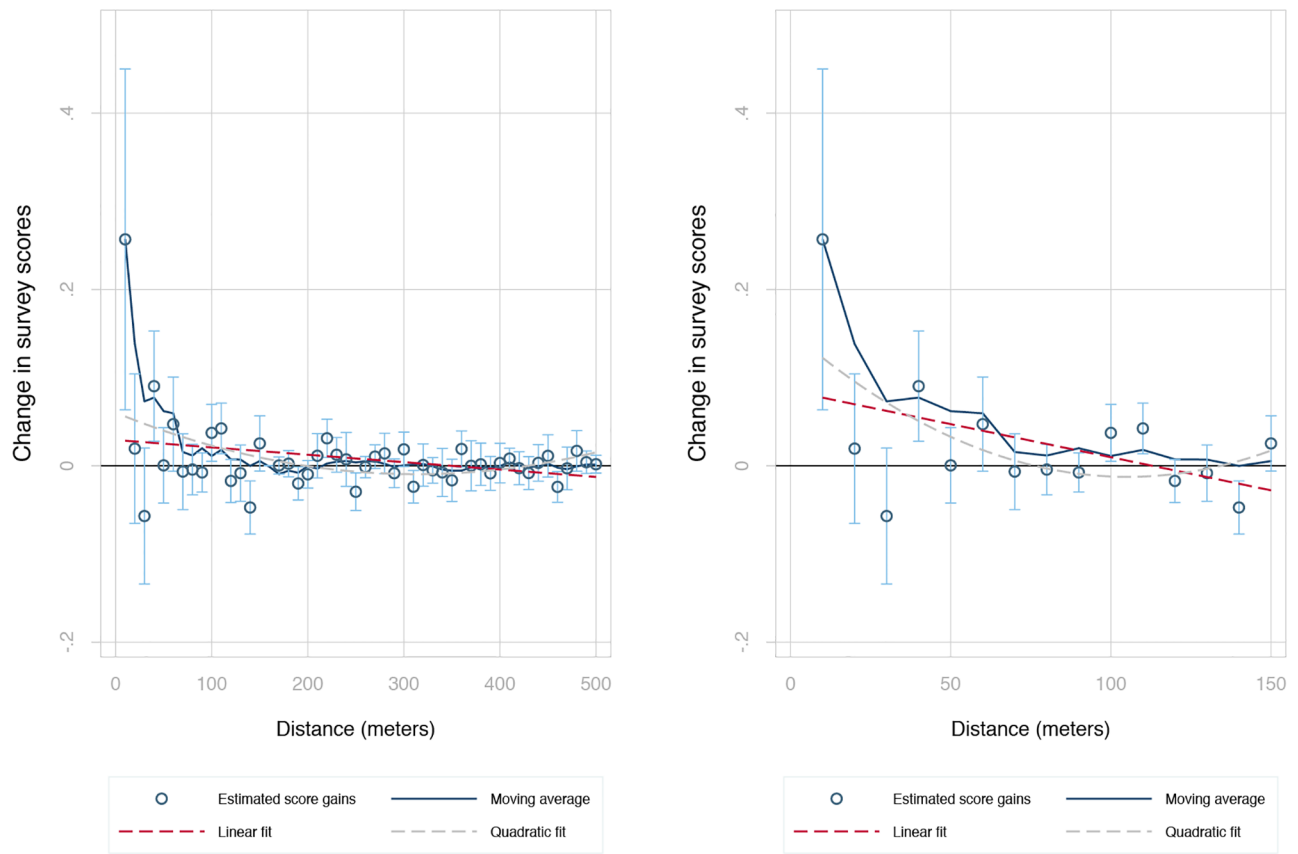 Change in survey scores
.4
.2
0
-.2
0 100 200 300 400 500
Distance (meters)
Estimated score gains Moving average
Linear fit Quadratic fit
Change in survey scores
.4
.2
0
-.2
0 50 100 150
Distance (meters)
Estimated score gains Moving average
Linear fit Quadratic fit